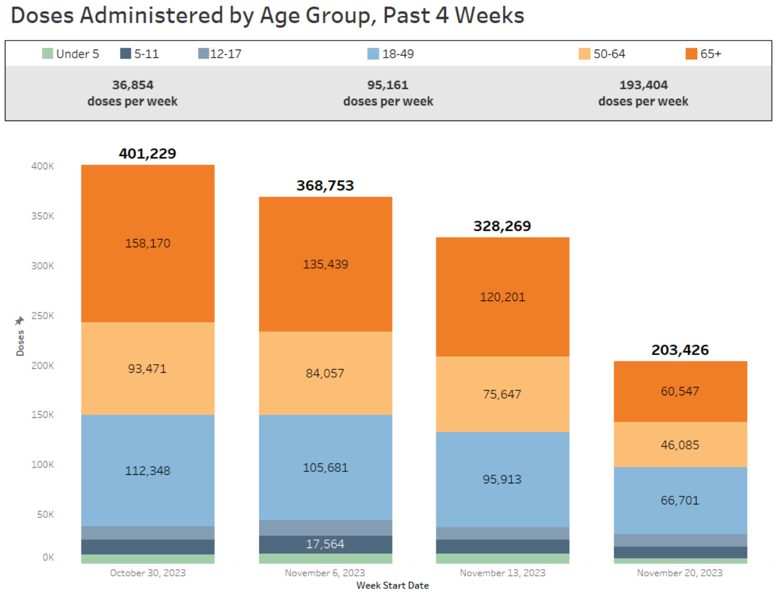 Doses Administered by Age Group, Past 4 Weeks
Under 5 5-11 12-17 18-49 50-64 65+
36,854 95,161 193,404
doses per week doses per week doses per week
401,229
400K
368,753
350K
328,269
158,170
300K
135,439
120,201
250K
Doses
203,426
200K
93,471
84,057
75,647
60,547
150K
46,085
112,348
105,681
95,913
100K
66,701
50K
17,564
0K
October 30, 2023 November 6, 2023 November 13, 2023 November 20, 2023
Week Start Date